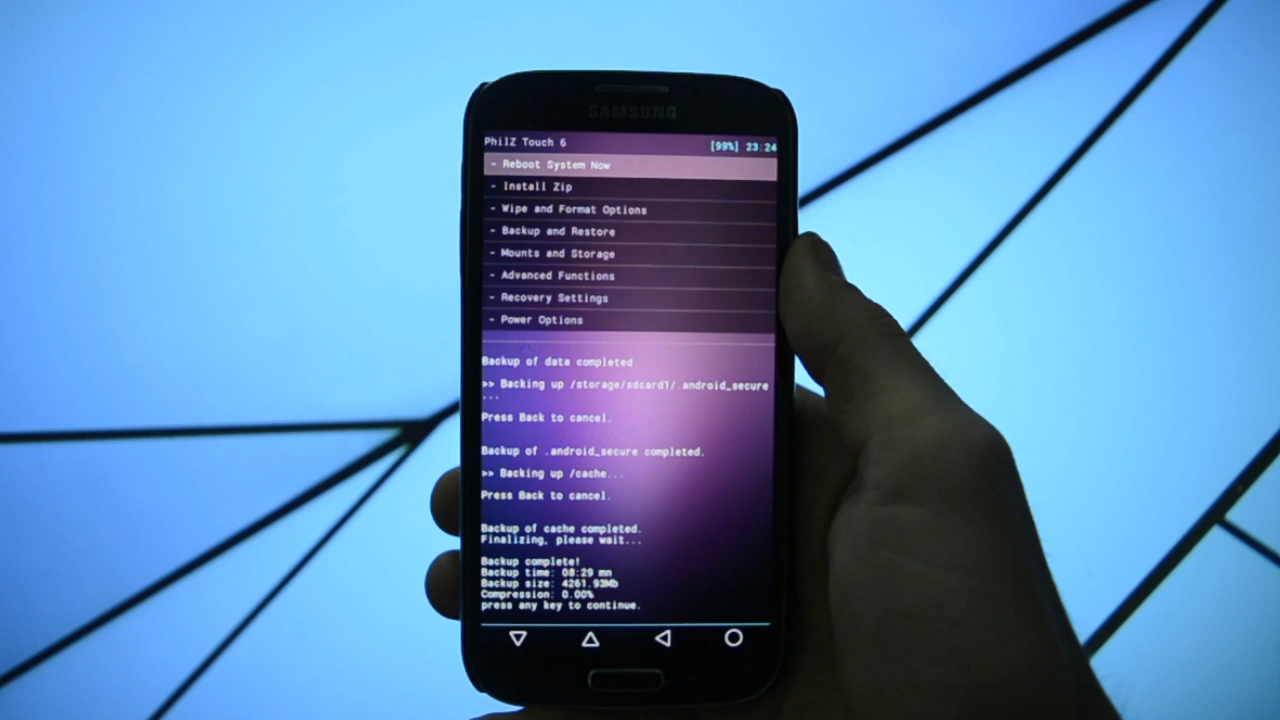 SAMSUNG
PhilZ Touch 6 [99%] 23:24
- Reboot System Now
- Install Zip
- Wipe and Format Options
- Backup and Restore
- Mounts and Storage
- Advanced Functions
- Recovery Settings
- Power Options
Backup of data completed.
>> Backing up /storage/sdcard1/.android_secure
...
Press Back to cancel.
Backup of .android_secure completed.
>> Backing up /cache...
Press Back to cancel.
Backup of cache completed.
Finalizing, please wait...
Backup complete!
Backup time: 08:29 mn
Backup size: 4261.93Mb
Compression: 0.00%
press any key to continue.